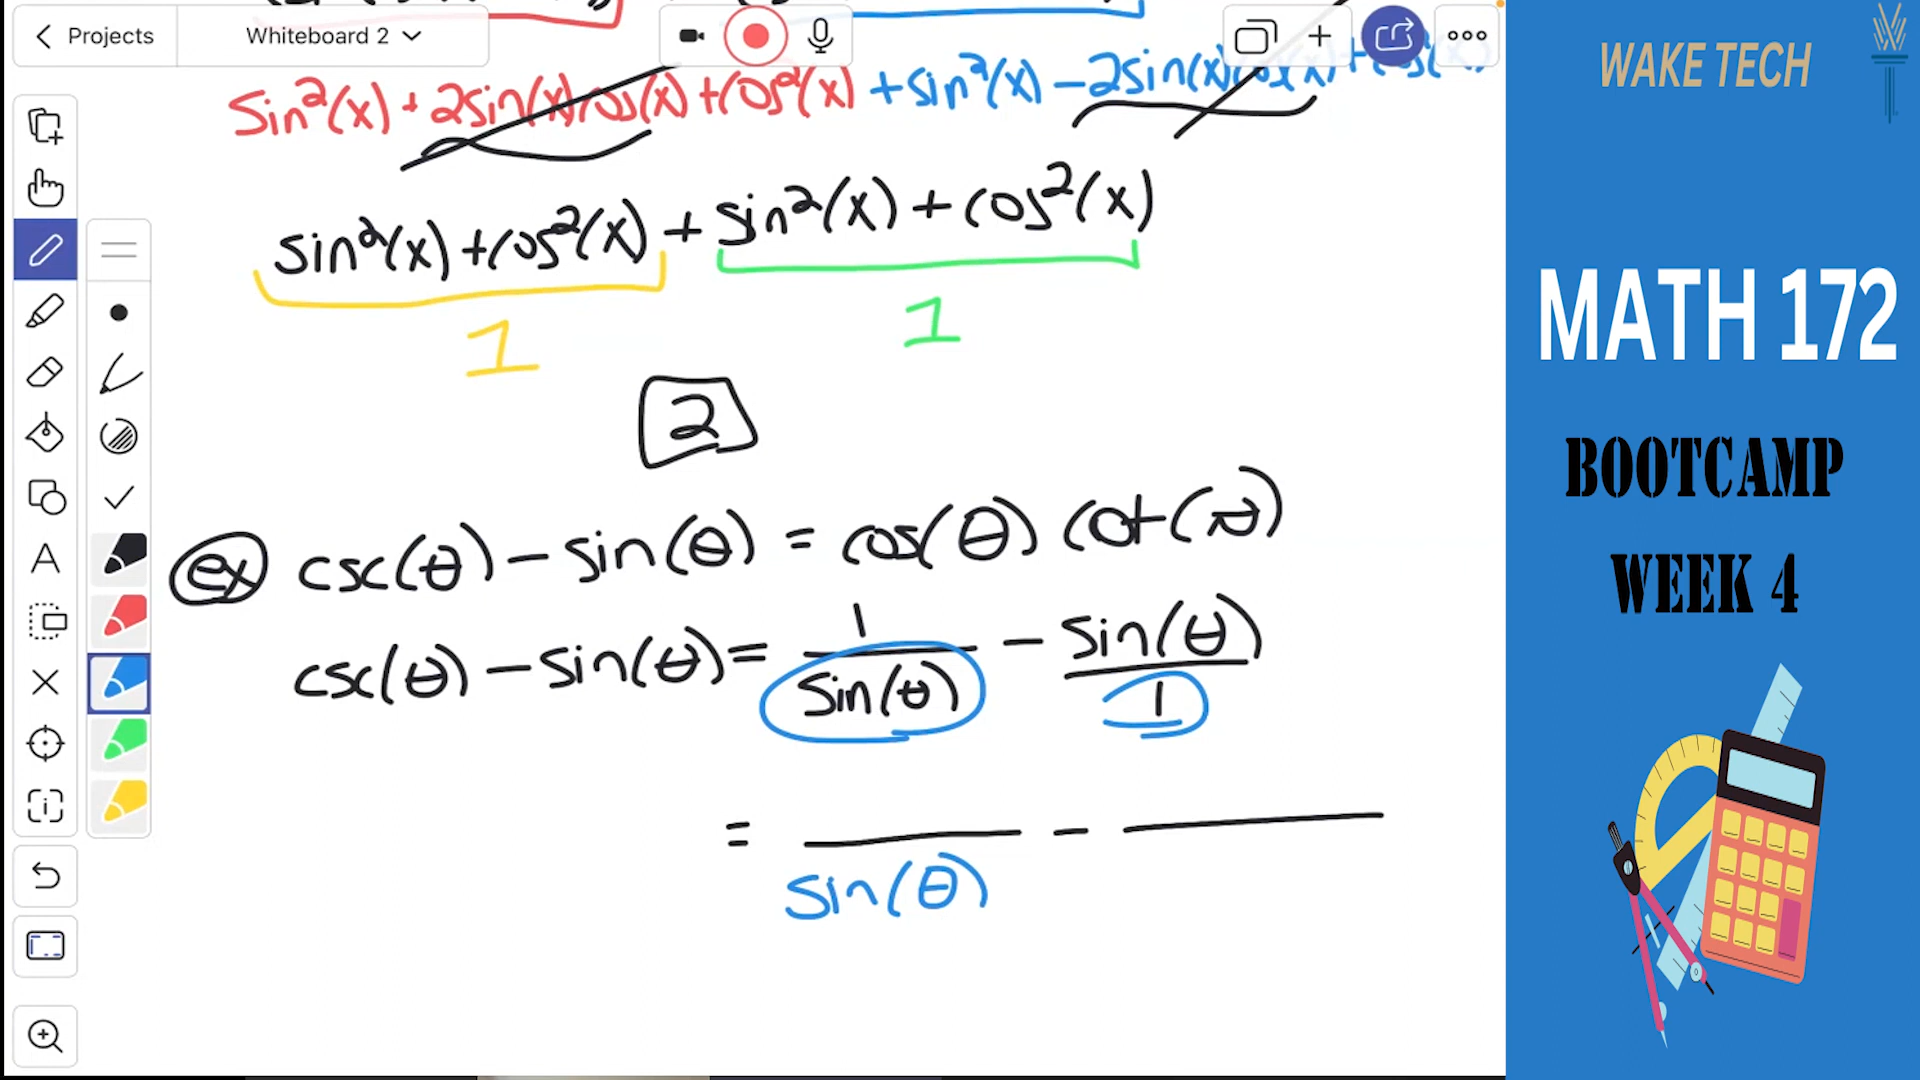 Projects
Whiteboard 2
WAKE TECH
sin²(x) + 2sin(x)cos(x) + cos²(x) + sin²(x) - 2sin(x)cos(x) +
sin²(x) + cos²(x) + sin²(x) + cos²(x)
1 1
2
ex csc(θ) - sin(θ) = cos(θ) cot(
csc(θ) - sin(θ) = 1/sin(θ) - sin(θ)/1
= —— - ——
sin(θ)
A
MATH 172
BOOTCAMP
WEEK 4